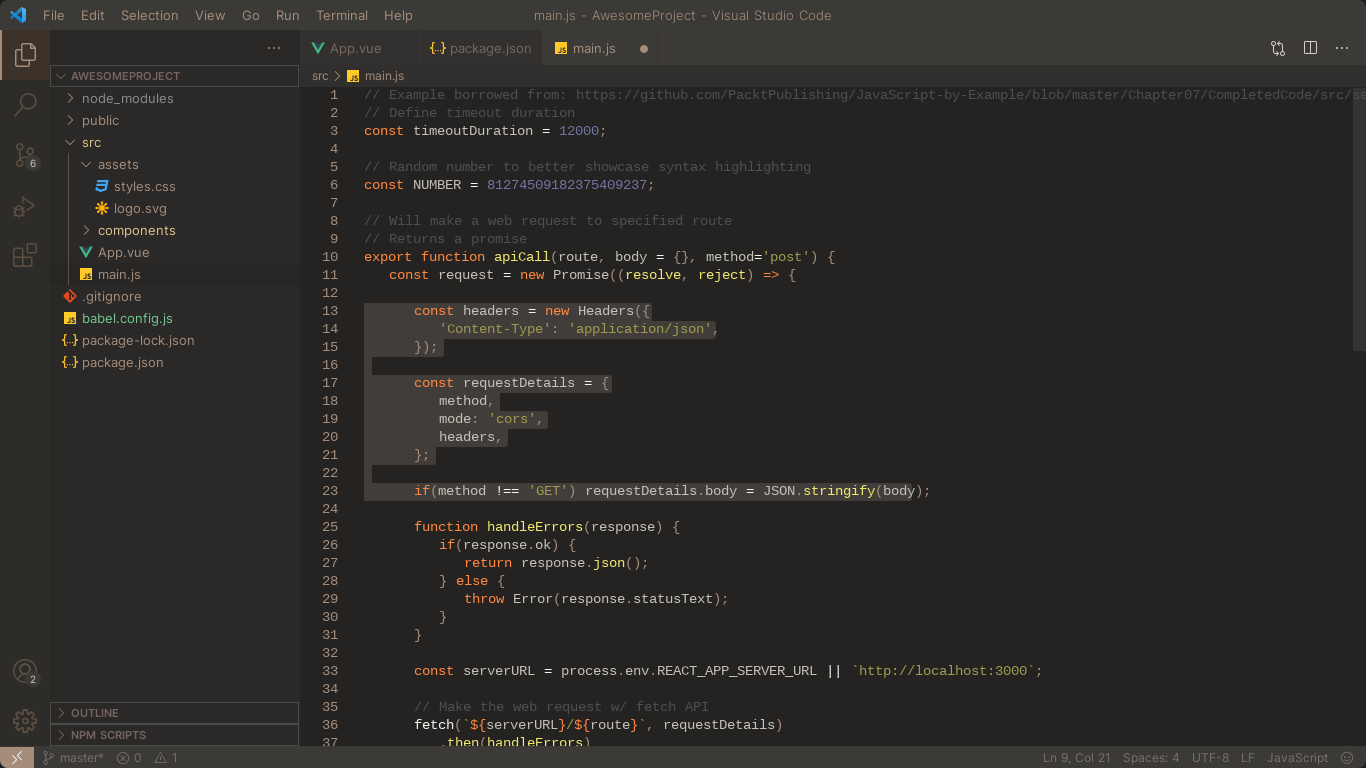 File Edit Selection View Go Run Terminal Help
main.js - AwesomeProject - Visual Studio Code
App.vue
package.json
main.js
AWESOMEPROJECT
node_modules
public
src
assets
styles.css
logo.svg
components
App.vue
main.js
.gitignore
babel.config.js
package-lock.json
package.json
6
2
OUTLINE
NPM SCRIPTS
src > main.js
1 // Example borrowed from: https://github.com/PacktPublishing/JavaScript-by-Example/blob/master/Chapter07/CompletedCode/src/se
2 // Define timeout duration
3 const timeoutDuration = 12000;
4
5 // Random number to better showcase syntax highlighting
6 const NUMBER = 81274509182375409237;
7
8 // Will make a web request to specified route
9 // Returns a promise
10 export function apiCall(route, body = {}, method='post') {
11 const request = new Promise((resolve, reject) => {
12
13 const headers = new Headers({
14 'Content-Type': 'application/json',
15 });
16
17 const requestDetails = {
18 method,
19 mode: 'cors',
20 headers,
21 };
22
23 if(method !== 'GET') requestDetails.body = JSON.stringify(body);
24
25 function handleErrors(response) {
26 if(response.ok) {
27 return response.json();
28 } else {
29 throw Error(response.statusText);
30 }
31 }
32
33 const serverURL = process.env.REACT_APP_SERVER_URL || `http://localhost:3000`;
34
35 // Make the web request w/ fetch API
36 fetch(`${serverURL}/${route}`, requestDetails)
37 .then(handleErrors)
master* 0 1
Ln 9, Col 21 Spaces: 4 UTF-8 LF JavaScript